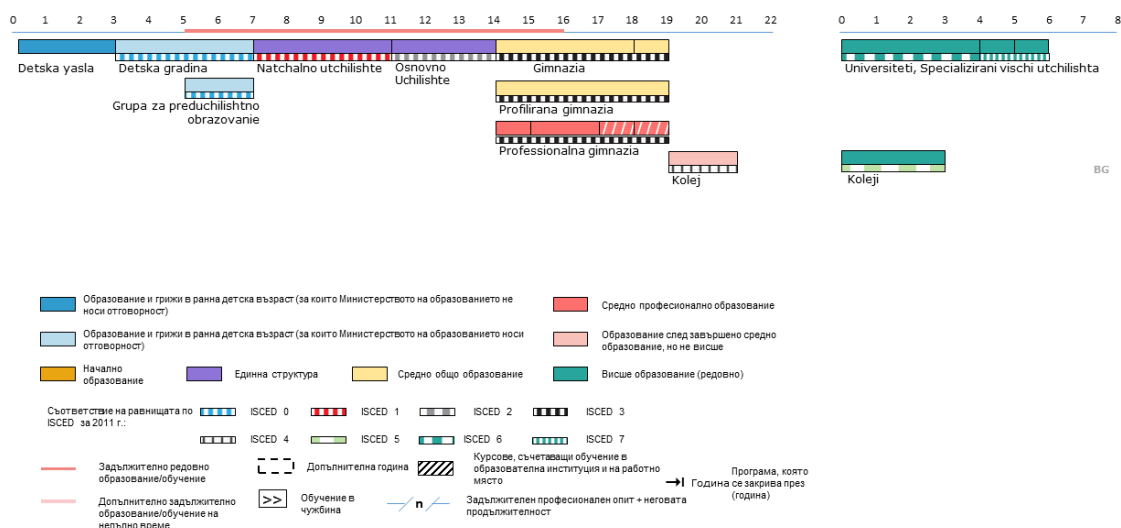 0 1 2 3 4 5 6 7 8 9 10 11 12 13 14 15 16 17 18 19 20 21 22 0 1 2 3 4 5 6 7 8
Detska yasla
Detska gradina
Natchalno utchilishte
Osnovno
Uchilishte
Gimnazia
Universiteti, Specializirani vischi utchilishta
Grupa za preduchilishtno
obrazovanie
Profilirana gimnazia
Professionalna gimnazia
Kolej
Koleji
BG
Образование и грижи в ранна детска възраст (за които Министерството на образованието не
носи отговорност)
Средно професионално образование
Образование и грижи в ранна детска възраст (за които Министерството на образованието носи
отговорност)
Образование след завършено средно
образование, но не висше
Начално
образование
Единна структура
Средно общо образование
Висше образование (редовно)
Съответствие на равнищата по
ISCED за 2011 г.:
ISCED 0
ISCED 1
ISCED 2
ISCED 3
ISCED 4
ISCED 5
ISCED 6
ISCED 7
Задължително редовно
образование/обучение
Допълнителна година
Курсове, съчетаващи обучение в
образователна институция и на работно
място
Година
Програма, която
се закрива през
(година)
Допълнително задължително
образование/обучение на
непълно време
>>
Обучение в
чужбина
n
Задължителен професионален опит + неговата
продължителност